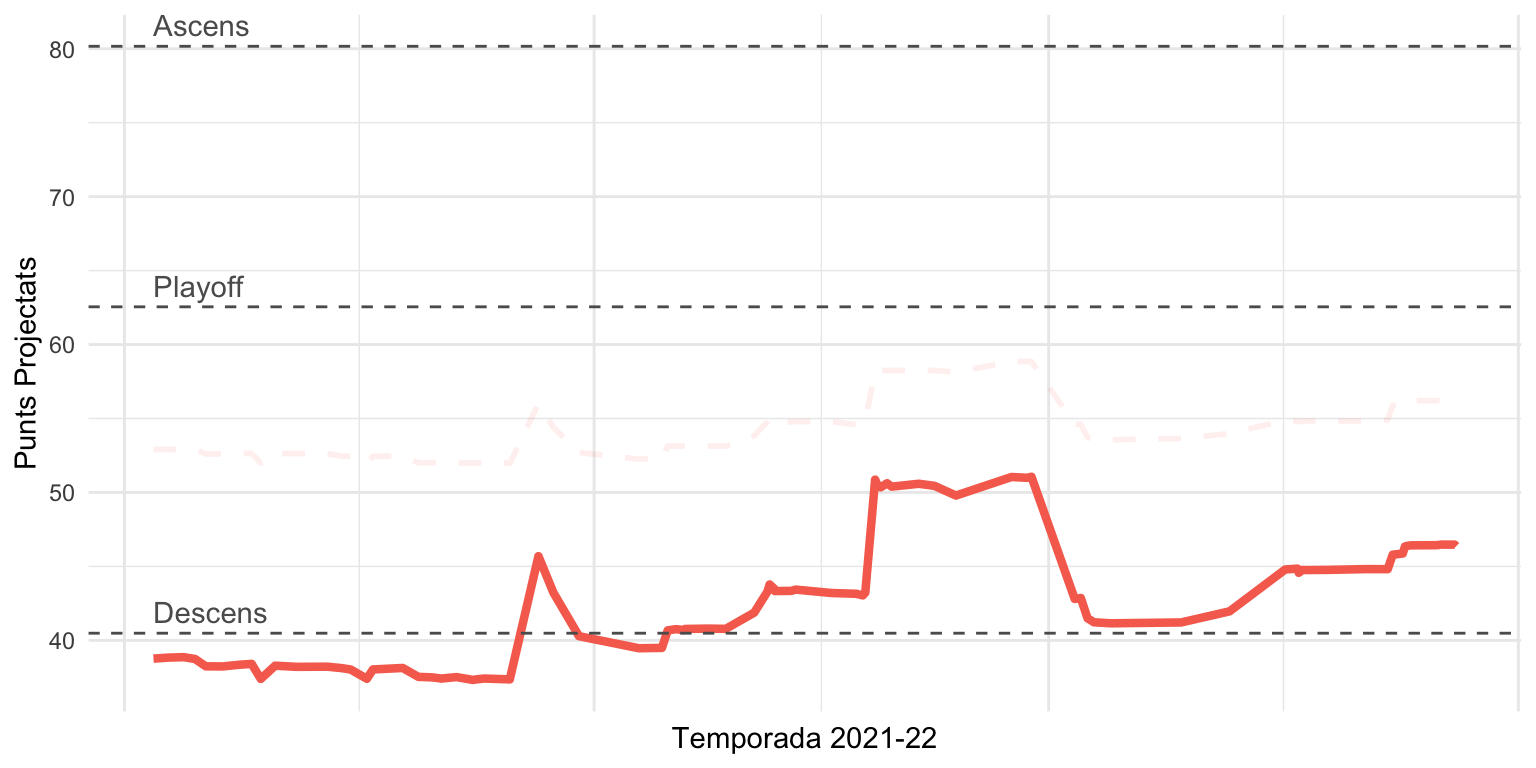 Ascens
80
70
Playoff
60
50
Descens
40
Punts Projectats
Temporada 2021-22